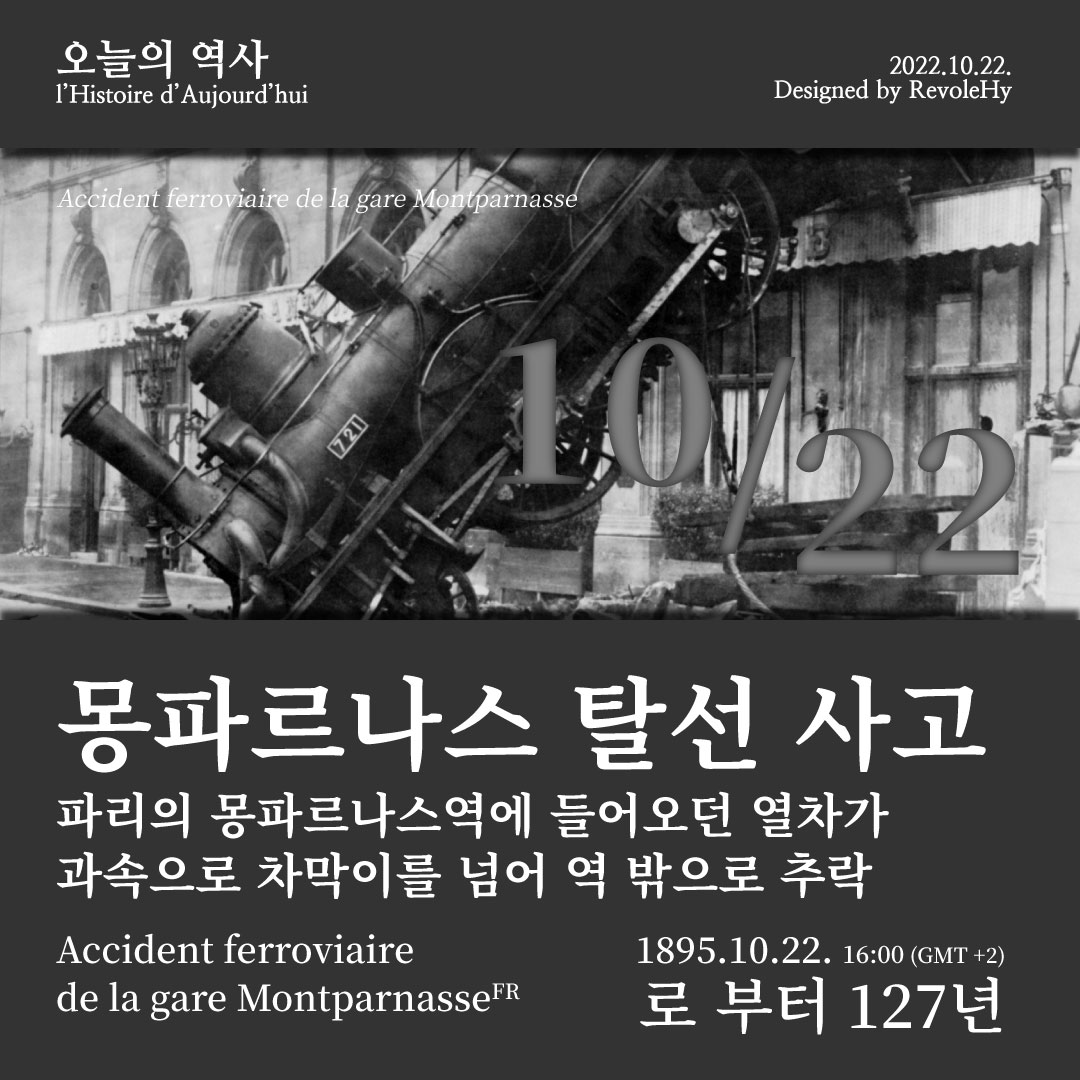 오늘의 역사
l'Histoire d'Aujourd'hui
2022.10.22.
Designed by RevoleHy
Accident ferroviaire de la gare Montparnasse
721
10/22
몽파르나스 탈선 사고
파리의 몽파르나스역에 들어오던 열차가
과속으로 차막이를 넘어 역 밖으로 추락
Accident ferroviaire
de la gare Montparnasse FR
1895.10.22. 16:00 (GMT +2)
로 부터 127년